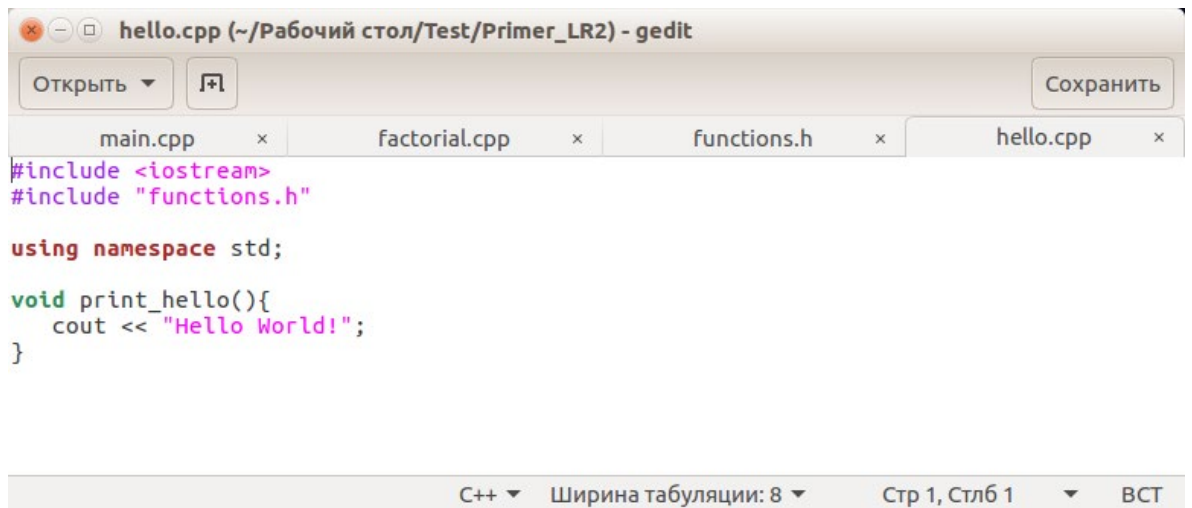 hello.cpp (~/Рабочий стол/Test/Primer_LR2) - gedit
Открыть Сохранить
main.cpp × factorial.cpp × functions.h × hello.cpp ×
#include <iostream>
#include "functions.h"
using namespace std;
void print_hello(){
   cout << "Hello World!";
}
C++ Ширина табуляции: 8 Стр 1, Стлб 1 ВСТ